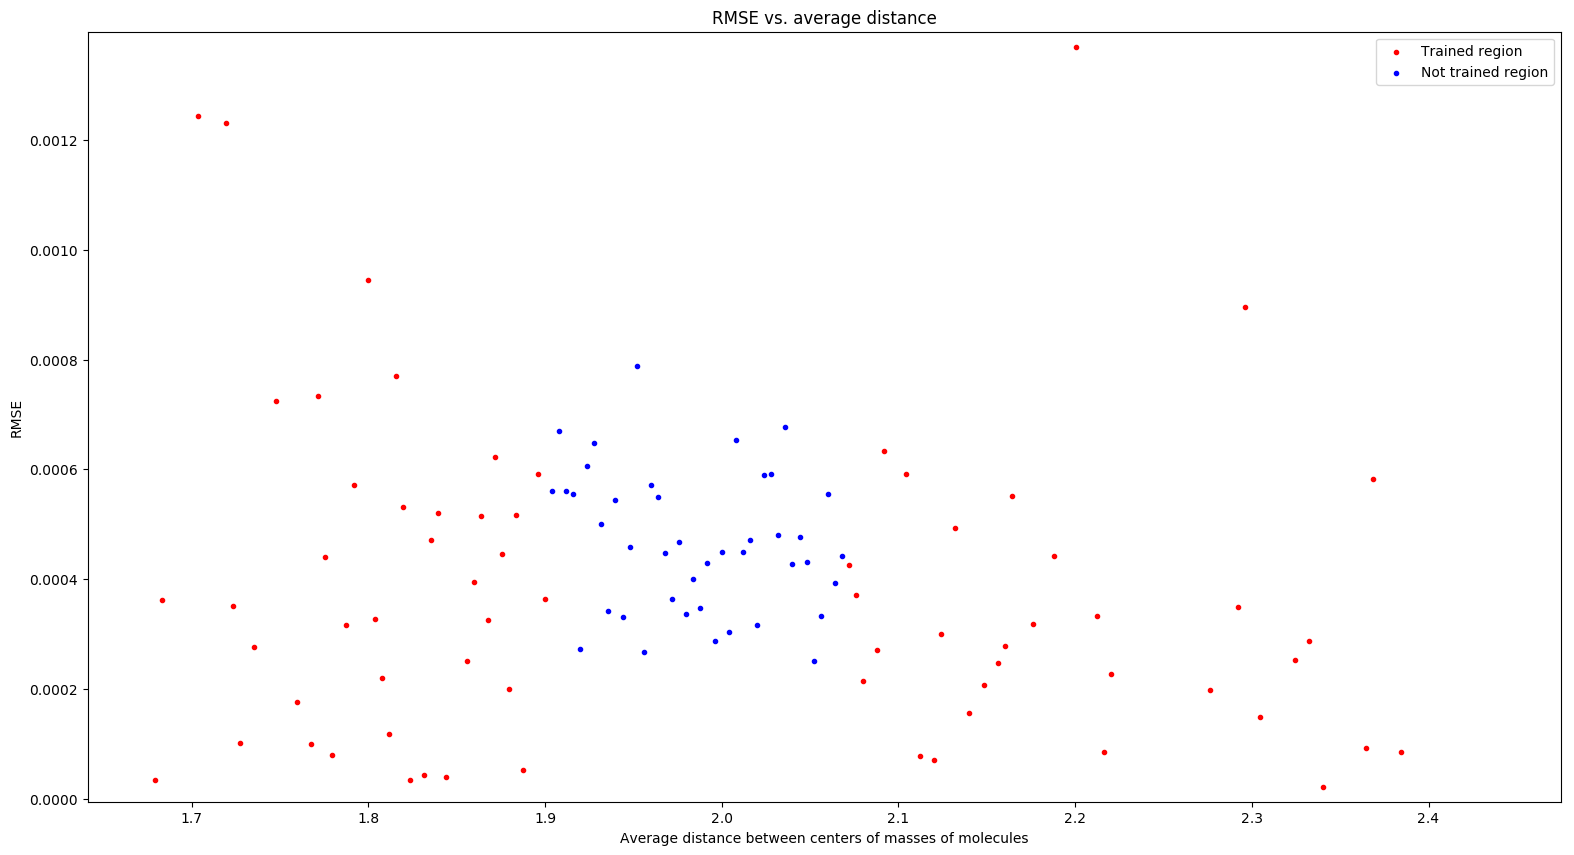 RMSE vs. average distance
Trained region
Not trained region
0.0012
0.0010
0.0008
0.0006
0.0004
0.0002
0.0000
RMSE
1.7 1.8 1.9 2.0 2.1 2.2 2.3 2.4
Average distance between centers of masses of molecules